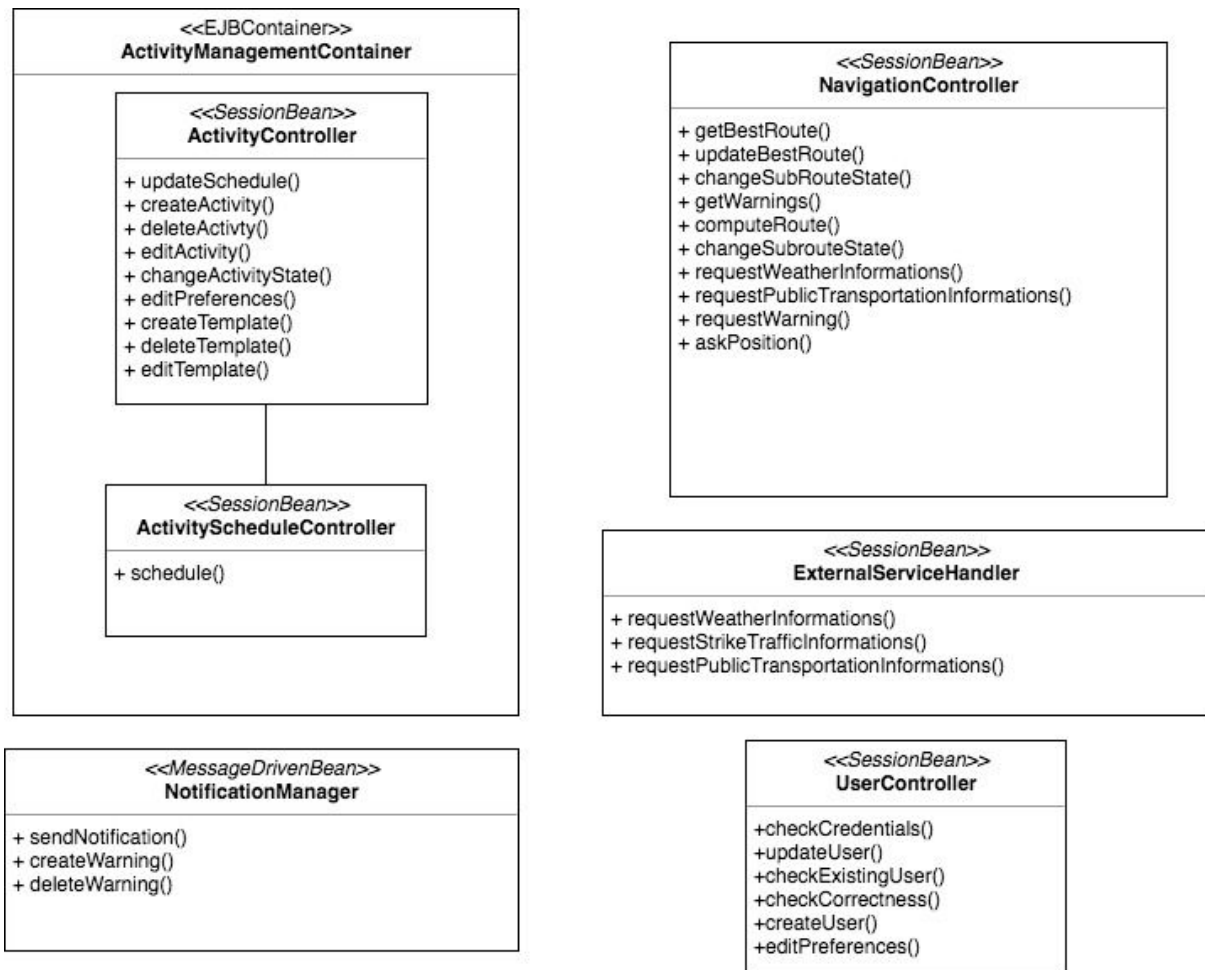 <<EJBContainer>>
ActivityManagementContainer
<<SessionBean>>
ActivityController
+ updateSchedule()
+ createActivity()
+ deleteActivty()
+ editActivity()
+ changeActivityState()
+ editPreferences()
+ createTemplate()
+ deleteTemplate()
+ editTemplate()
<<SessionBean>>
ActivityScheduleController
+ schedule()
<<SessionBean>>
NavigationController
+ getBestRoute()
+ updateBestRoute()
+ changeSubRouteState()
+ getWarnings()
+ computeRoute()
+ changeSubrouteState()
+ requestWeatherInformations()
+ requestPublicTransportationInformations()
+ requestWarning()
+ askPosition()
<<SessionBean>>
ExternalServiceHandler
+ requestWeatherInformations()
+ requestStrikeTrafficInformations()
+ requestPublicTransportationInformations()
<<MessageDrivenBean>>
NotificationManager
+ sendNotification()
+ createWarning()
+ deleteWarning()
<<SessionBean>>
UserController
+checkCredentials()
+updateUser()
+checkExistingUser()
+checkCorrectness()
+createUser()
+editPreferences()